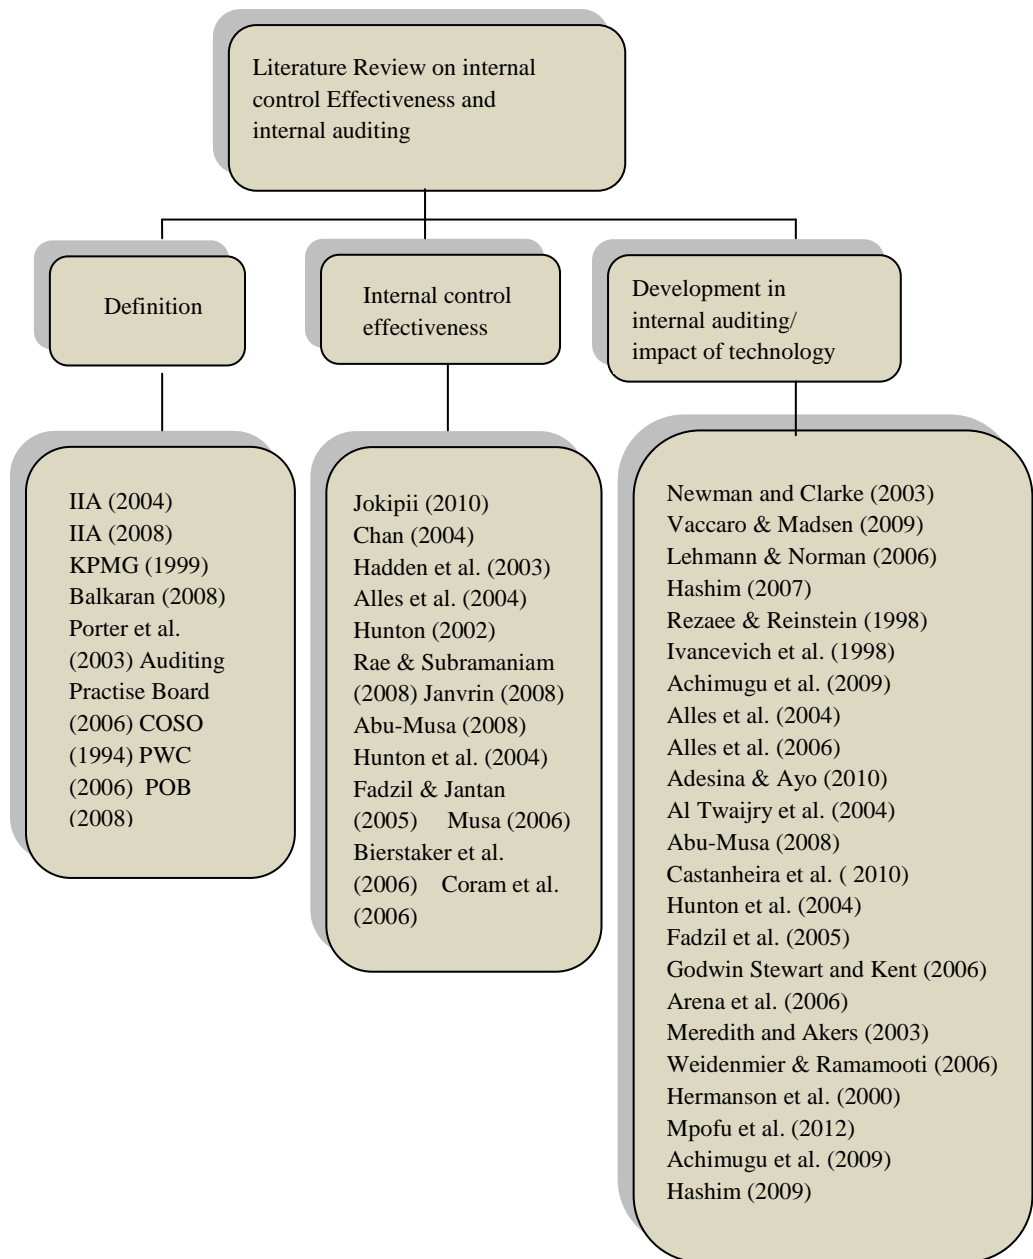 Literature Review on internal
control Effectiveness and
internal auditing
Definition
Internal control
effectiveness
Development in
internal auditing/
impact of technology
IIA (2004)
IIA (2008)
KPMG (1999)
Balkaran (2008)
Porter et al.
(2003) Auditing
Practise Board
(2006) COSO
(1994) PWC
(2006) POB
(2008)
Jokipii (2010)
Chan (2004)
Hadden et al. (2003)
Alles et al. (2004)
Hunton (2002)
Rae & Subramaniam
(2008) Janvrin (2008)
Abu-Musa (2008)
Hunton et al. (2004)
Fadzil & Jantan
(2005) Musa (2006)
Bierstaker et al.
(2006) Coram et al.
(2006)
Newman and Clarke (2003)
Vaccaro & Madsen (2009)
Lehmann & Norman (2006)
Hashim (2007)
Rezaee & Reinstein (1998)
Ivancevich et al. (1998)
Achimugu et al. (2009)
Alles et al. (2004)
Alles et al. (2006)
Adesina & Ayo (2010)
Al Twaijry et al. (2004)
Abu-Musa (2008)
Castanheira et al. ( 2010)
Hunton et al. (2004)
Fadzil et al. (2005)
Godwin Stewart and Kent (2006)
Arena et al. (2006)
Meredith and Akers (2003)
Weidenmier & Ramamooti (2006)
Hermanson et al. (2000)
Mpofu et al. (2012)
Achimugu et al. (2009)
Hashim (2009)